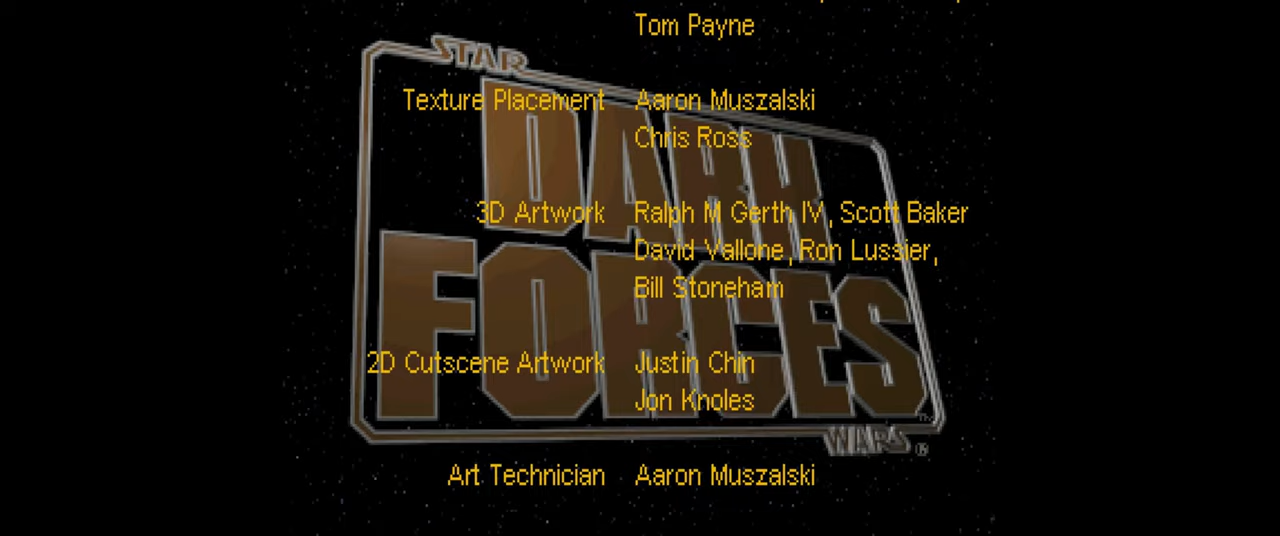 Tom Payne
STAR
Texture Placement Aaron Muszalski
Chris Ross
DARK
3D Artwork Ralph M Gerth IV, Scott Baker
David Vallone, Ron Lussier,
Bill Stoneham
FORCES
2D Cutscene Artwork Justin Chin
Jon Knoles
TM
WARS ®
Art Technician Aaron Muszalski